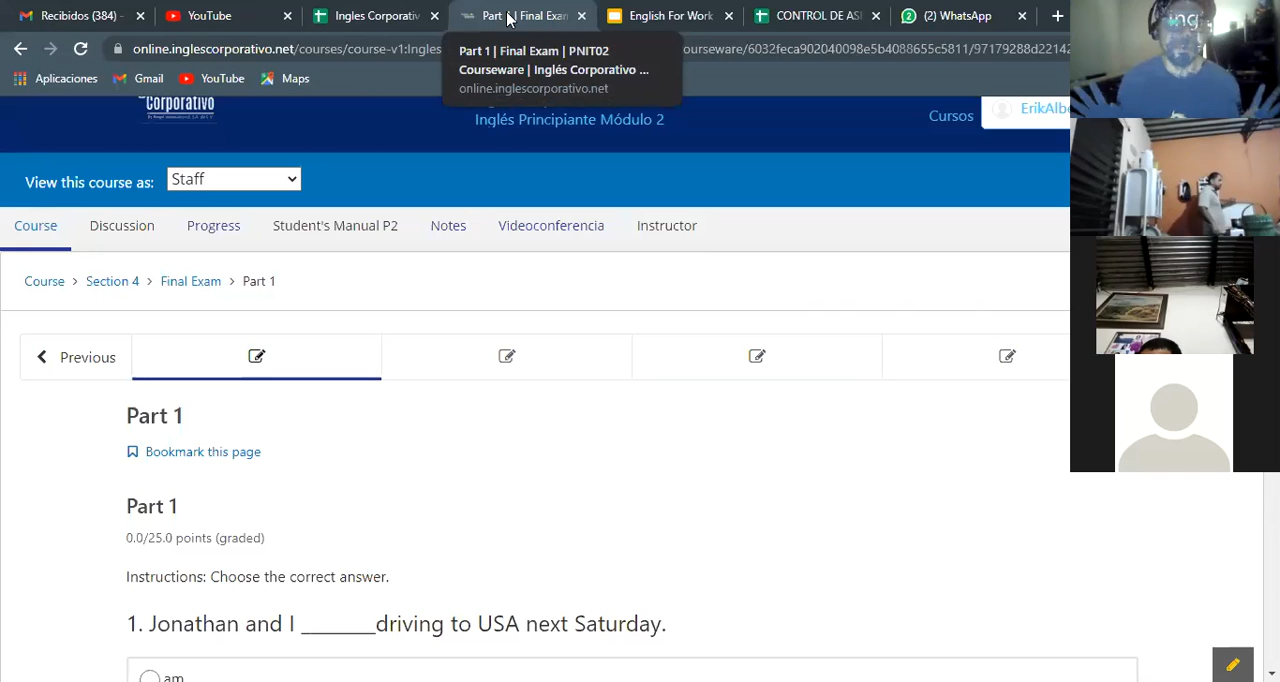 Recibidos (384) -
YouTube
Ingles Corporativ
Part 1 | Final Exam
English For Work
CONTROL DE ASI
(2) WhatsApp
online.inglescorporativo.net/courses/course-v1:Ingles
courseware/6032feca902040098e5b4088655c5811/97179288d22142
Part 1 | Final Exam | PNIT02
Courseware | Inglés Corporativo ...
online.inglescorporativo.net
Aplicaciones
Gmail
YouTube
Maps
Corporativo
Inglés Principiante Módulo 2
Cursos
ErikAlbe
View this course as:
Staff
Course
Discussion
Progress
Student's Manual P2
Notes
Videoconferencia
Instructor
Course > Section 4 > Final Exam > Part 1
Previous
Part 1
Bookmark this page
Part 1
0.0/25.0 points (graded)
Instructions: Choose the correct answer.
1. Jonathan and I _______driving to USA next Saturday.
am
ing